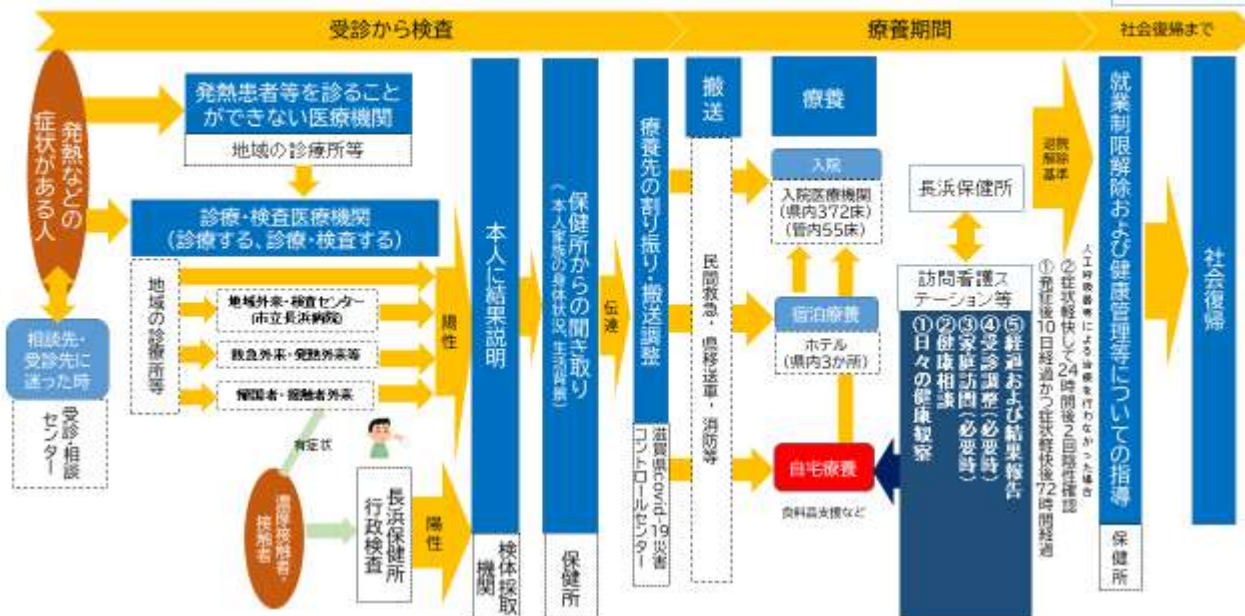 受診から検査
療養期間
社会復帰まで
発熱などの
症状がある人
発熱患者等を診ること
ができない医療機関
地域の診療所等
診療・検査医療機関
(診療する、診療・検査する)
地域の診療所等
地域外来・検査センター
(市立長浜病院)
救急外来・発熱外来等
帰国者・接触者外来
相談先・
受診先に
迷った時
受診・相談
センター
有症状
濃厚接触者・
接触者
長浜保健所
行政検査
陽性
陽性
本人に結果説明
検体採取
機関
保健所からの聞き取り
(本人家族の身体状況、生活背景)
保健所
伝達
療養先の割り振り・搬送調整
滋賀県covid-19災害
コントロールセンター
搬送
民間救急・県移送車・消防等
療養
入院
入院医療機関
(県内372床)
(管内55床)
宿泊療養
ホテル
(県内3か所)
自宅療養
食料品支援など
長浜保健所
訪問看護ス
テーション等
①日々の健康観察
②健康相談
③家庭訪問(必要時)
④受診調整(必要時)
⑤経過および結果報告
退院
解除
基準
人工呼吸器等による治療を行わなかった場合
①発症後10日経過かつ症状軽快後72時間経過
②症状軽快して24時間後2回陰性確認
就業制限解除および健康管理等についての指導
保健所
社会復帰